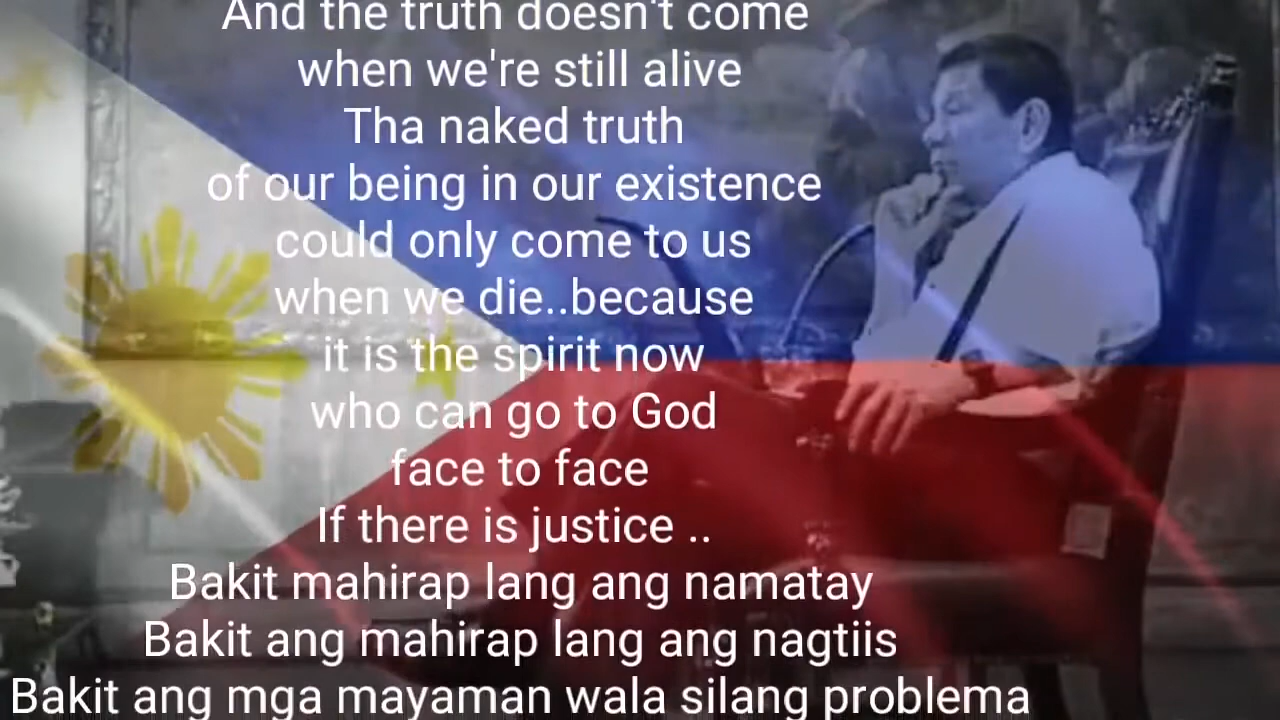 And the truth doesn't come
when we're still alive
Tha naked truth
of our being in our existence
could only come to us
when we die..because
it is the spirit now
who can go to God
face to face
If there is justice ..
Bakit mahirap lang ang namatay
Bakit ang mahirap lang ang nagtiis
Bakit ang mga mayaman wala silang problema